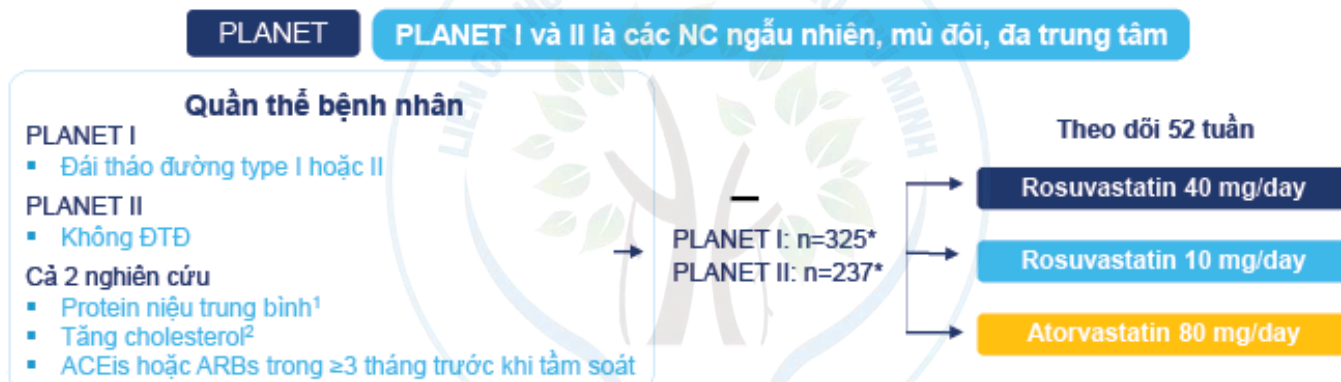 PLANET
PLANET I và II là các NC ngẫu nhiên, mù đôi, đa trung tâm
Quần thể bệnh nhân
PLANET I
▪ Đái tháo đường type I hoặc II
PLANET II
▪ Không ĐTĐ
Cả 2 nghiên cứu
▪ Protein niệu trung bình¹
▪ Tăng cholesterol²
▪ ACEis hoặc ARBs trong ≥3 tháng trước khi tầm soát
PLANET I: n=325*
PLANET II: n=237*
Theo dõi 52 tuần
Rosuvastatin 40 mg/day
Rosuvastatin 10 mg/day
Atorvastatin 80 mg/day
LIÊN CHI
MINH